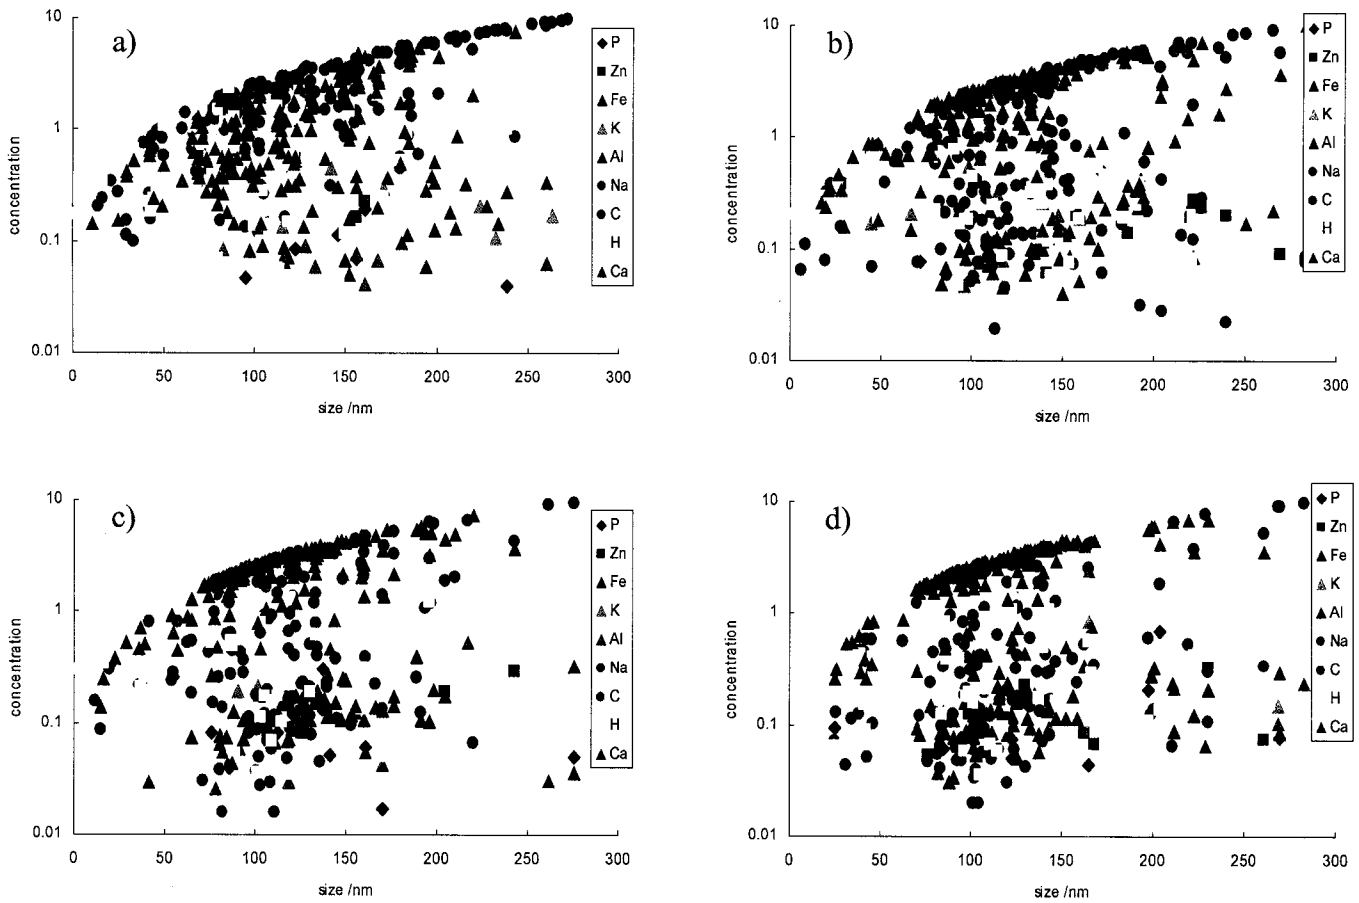 a)
concentration
10
1
0.1
0.01
0
50
100
150
200
250
300
size /nm
P
Zn
Fe
K
Al
Na
C
H
Ca
b)
concentration
10
1
0.1
0.01
0
50
100
150
200
250
300
size /nm
P
Zn
Fe
K
Al
Na
C
H
Ca
c)
concentration
10
1
0.1
0.01
0
50
100
150
200
250
300
size /nm
P
Zn
Fe
K
Al
Na
C
H
Ca
d)
concentration
10
1
0.1
0.01
0
50
100
150
200
250
300
size /nm
P
Zn
Fe
K
Al
Na
C
H
Ca